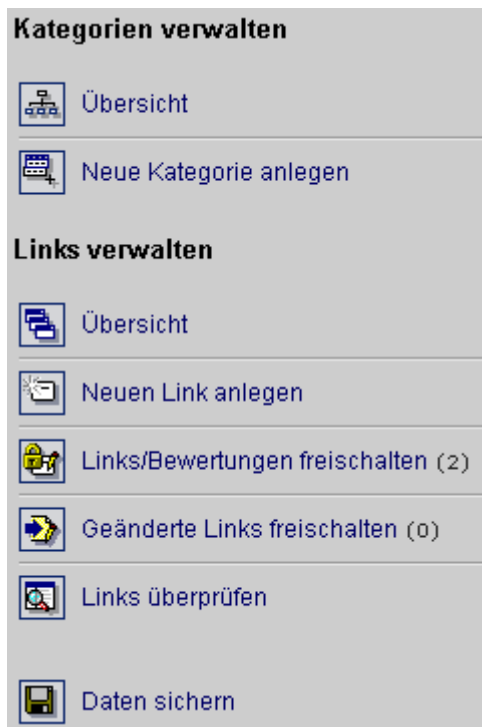 Kategorien verwalten
Übersicht
Neue Kategorie anlegen
Links verwalten
Übersicht
Neuen Link anlegen
Links/Bewertungen freischalten (2)
Geänderte Links freischalten (0)
Links überprüfen
Daten sichern